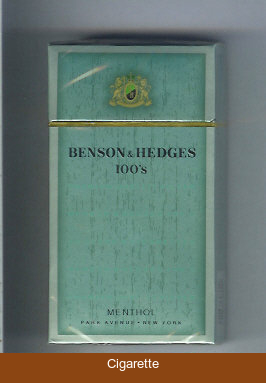 BENSON & HEDGES
100's
MENTHOL
PARK AVENUE • NEW YORK
Cigarette